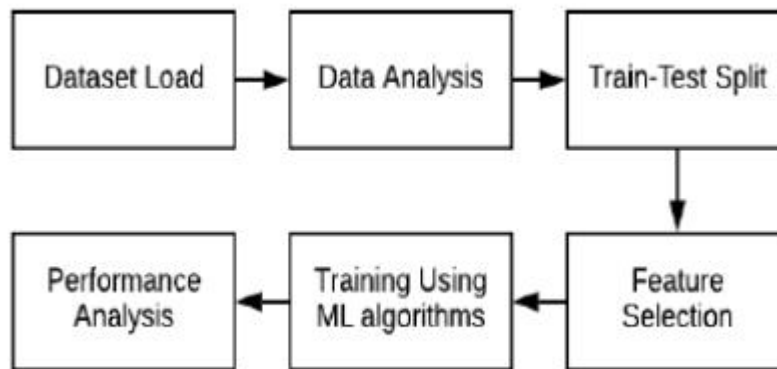 Dataset Load
Data Analysis
Train-Test Split
Feature
Selection
Training Using
ML algorithms
Performance
Analysis